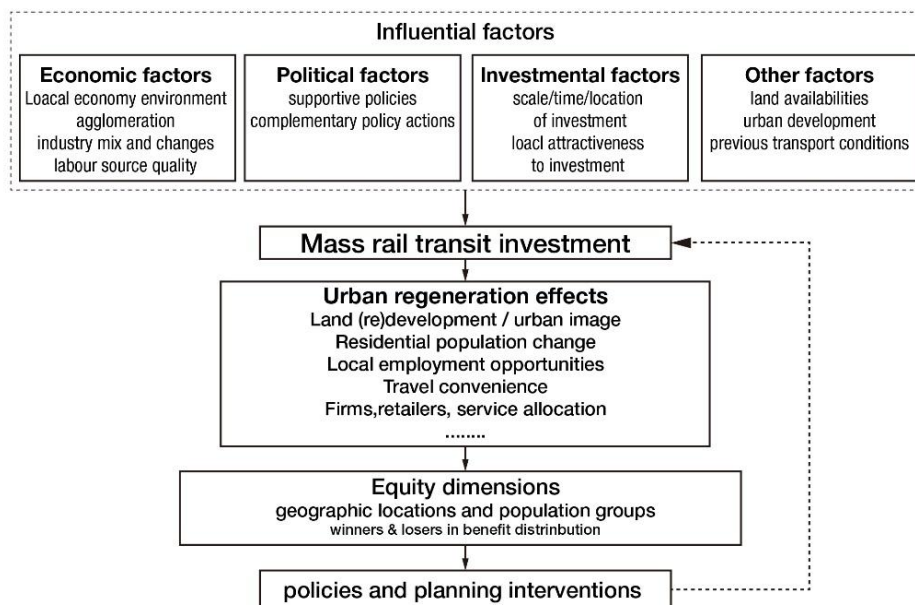 Influential factors
Economic factors
Loacal economy environment
agglomeration
industry mix and changes
labour source quality
Political factors
supportive policies
complementary policy actions
Investmental factors
scale/time/location
of investment
loacl attractiveness
to investment
Other factors
land availabilities
urban development
previous transport conditions
Mass rail transit investment
Urban regeneration effects
Land (re)development / urban image
Residential population change
Local employment opportunities
Travel convenience
Firms,retailers, service allocation
........
Equity dimensions
geographic locations and population groups
winners & losers in benefit distrinbution
policies and planning interventions